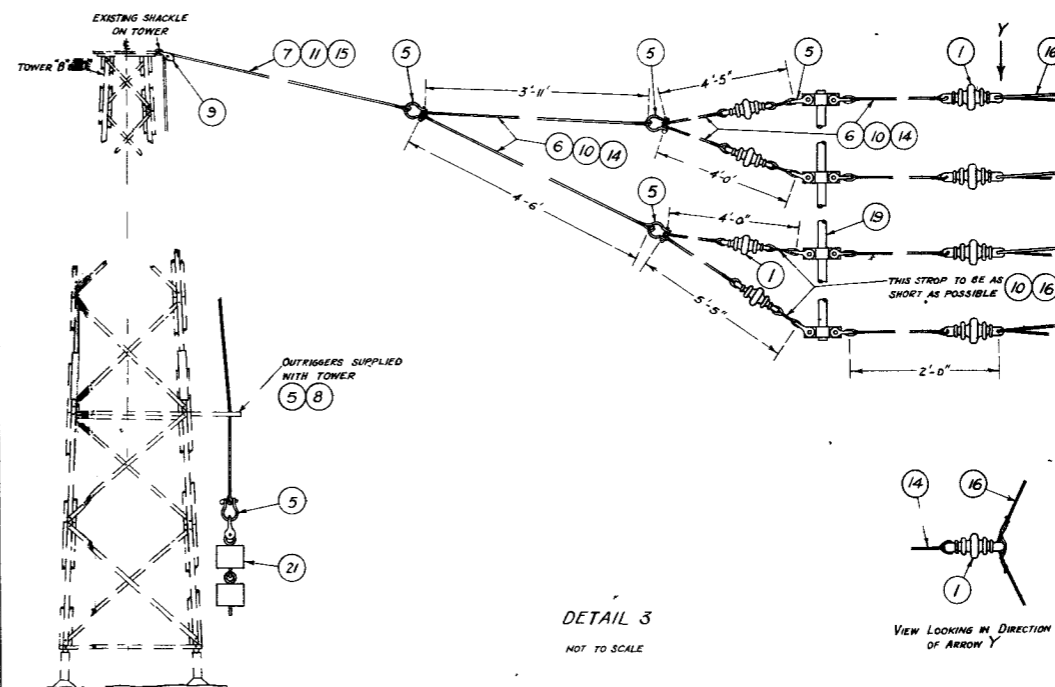 EXISTING SHACKLE
ON TOWER
TOWER "B"
7 11 15
9
5
3'-11"
5
4'-5"
5
1
Y
16
6 10 14
6 10 14
4'-0"
4'-6"
5
4'-0"
19
1
THIS STROP TO BE AS
SHORT AS POSSIBLE
10 16
5'-5"
2'-0"
OUTRIGGERS SUPPLIED
WITH TOWER
5 8
5
21
DETAIL 3
NOT TO SCALE
14
16
1
VIEW LOOKING IN DIRECTION
OF ARROW Y